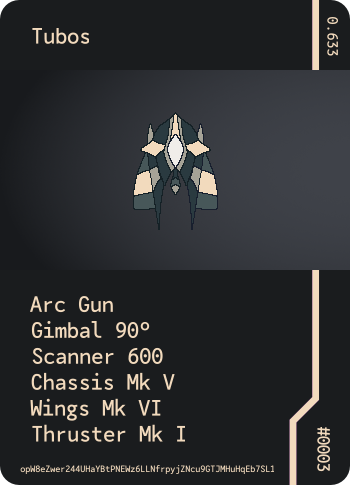 Tubos
0.633
Arc Gun
Gimbal 90º
Scanner 600
Chassis Mk V
Wings Mk VI
Thruster Mk I
#0003
opW8eZwer244UHaYBtPNEWz6LLNfrpyjZNcu9GTJMHuHqEb7SL1